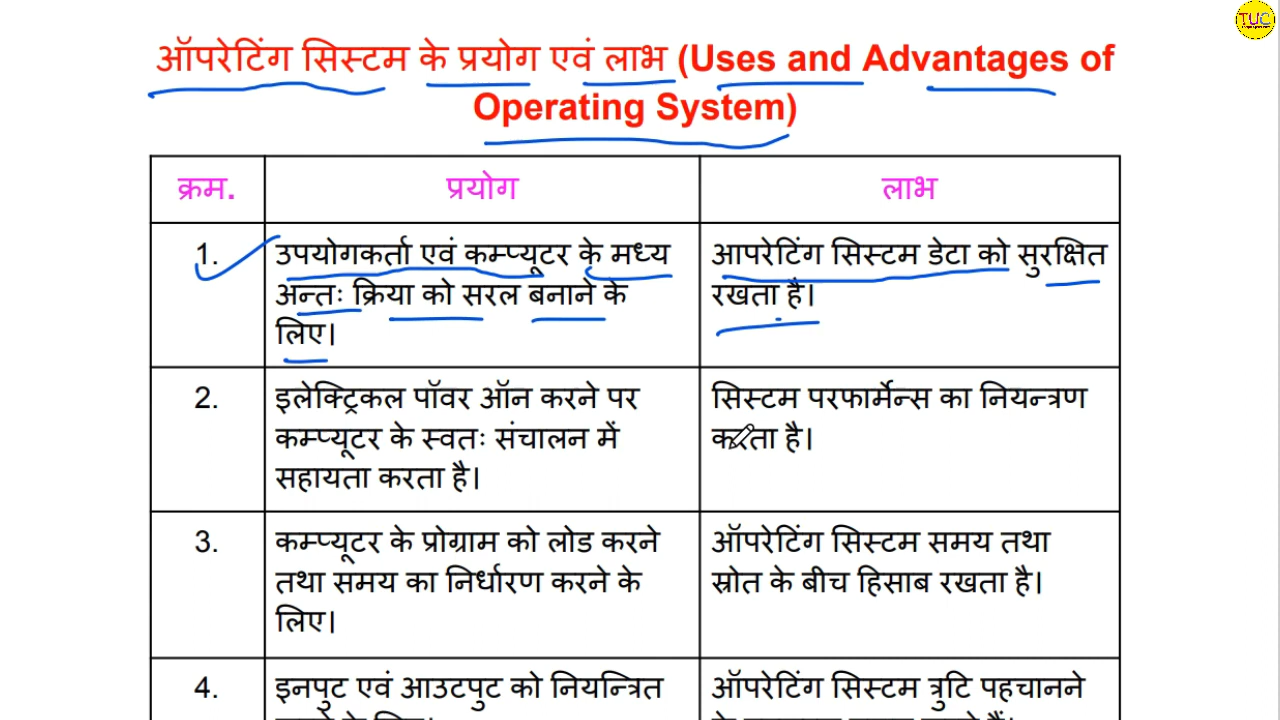 TUC
ऑपरेटिंग सिस्टम के प्रयोग एवं लाभ (Uses and Advantages of
Operating System)
क्रम. प्रयोग लाभ
1. उपयोगकर्ता एवं कम्प्यूटर के मध्य
अन्तः क्रिया को सरल बनाने के
लिए।
आपरेटिंग सिस्टम डेटा को सुरक्षित
रखता है।
2. इलेक्ट्रिकल पॉवर ऑन करने पर
कम्प्यूटर के स्वतः संचालन में
सहायता करता है।
सिस्टम परफार्मेन्स का नियन्त्रण
करता है।
3. कम्प्यूटर के प्रोग्राम को लोड करने
तथा समय का निर्धारण करने के
लिए।
ऑपरेटिंग सिस्टम समय तथा
स्रोत के बीच हिसाब रखता है।
4. इनपुट एवं आउटपुट को नियन्त्रित
ऑपरेटिंग सिस्टम त्रुटि पहचानने